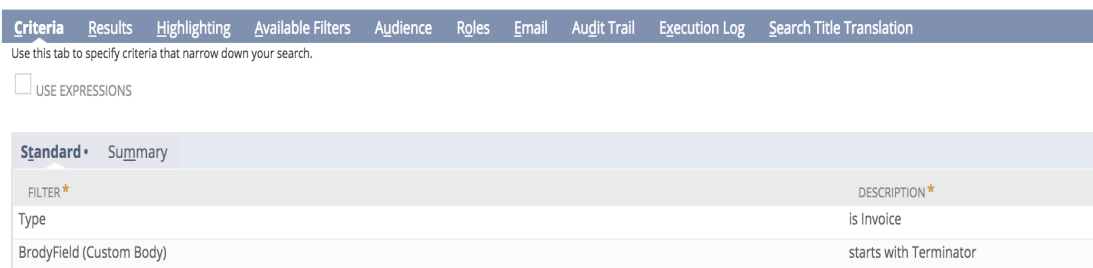 Criteria Results Highlighting Available Filters Audience Roles Email Audit Trail Execution Log Search Title Translation
Use this tab to specify criteria that narrow down your search.
USE EXPRESSIONS
Standard • Summary
FILTER * DESCRIPTION *
Type is Invoice
BrodyField (Custom Body) starts with Terminator